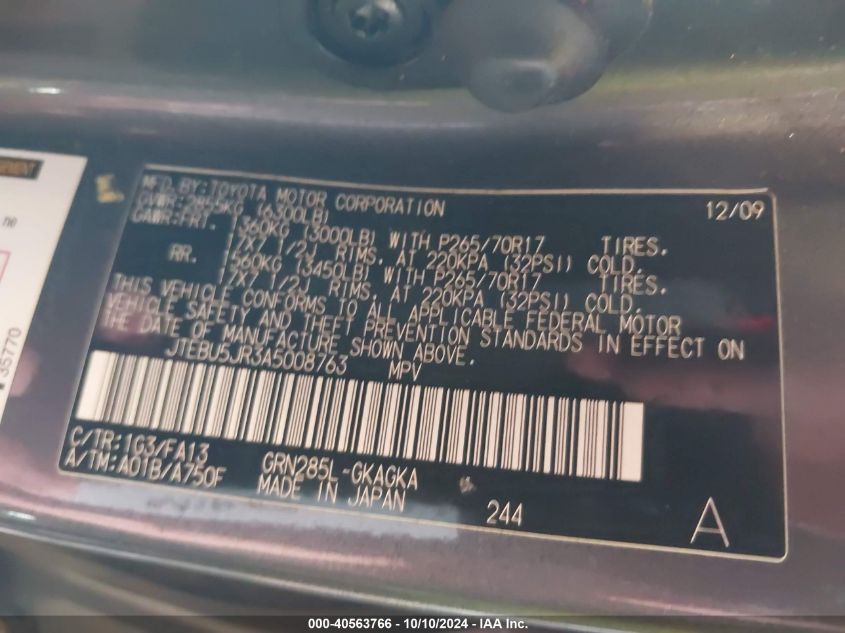 MFD.BY:TOYOTA MOTOR CORPORATION 12/09
GVWR:2855KG (6300LB)
GAWR:FRT. 1360KG (3000LB) WITH P265/70R17 TIRES.
17X7 1/2J RIMS, AT 220KPA (32PSI) COLD.
RR. 1560KG (3450LB) WITH P265/70R17 TIRES.
17X7 1/2J RIMS, AT 220KPA (32PSI) COLD.
THIS VEHICLE CONFORMS TO ALL APPLICABLE FEDERAL MOTOR
VEHICLE SAFETY AND THEFT PREVENTION STANDARDS IN EFFECT ON
THE DATE OF MANUFACTURE SHOWN ABOVE.
JTEBU5JR3A5008763 MPV
C/TR:1G3/FA13
A/TM:A01B/A750F GRN285L-GKAGKA
MADE IN JAPAN 244 A
ne
35770
000-40563766 - 10/10/2024 - IAA Inc.